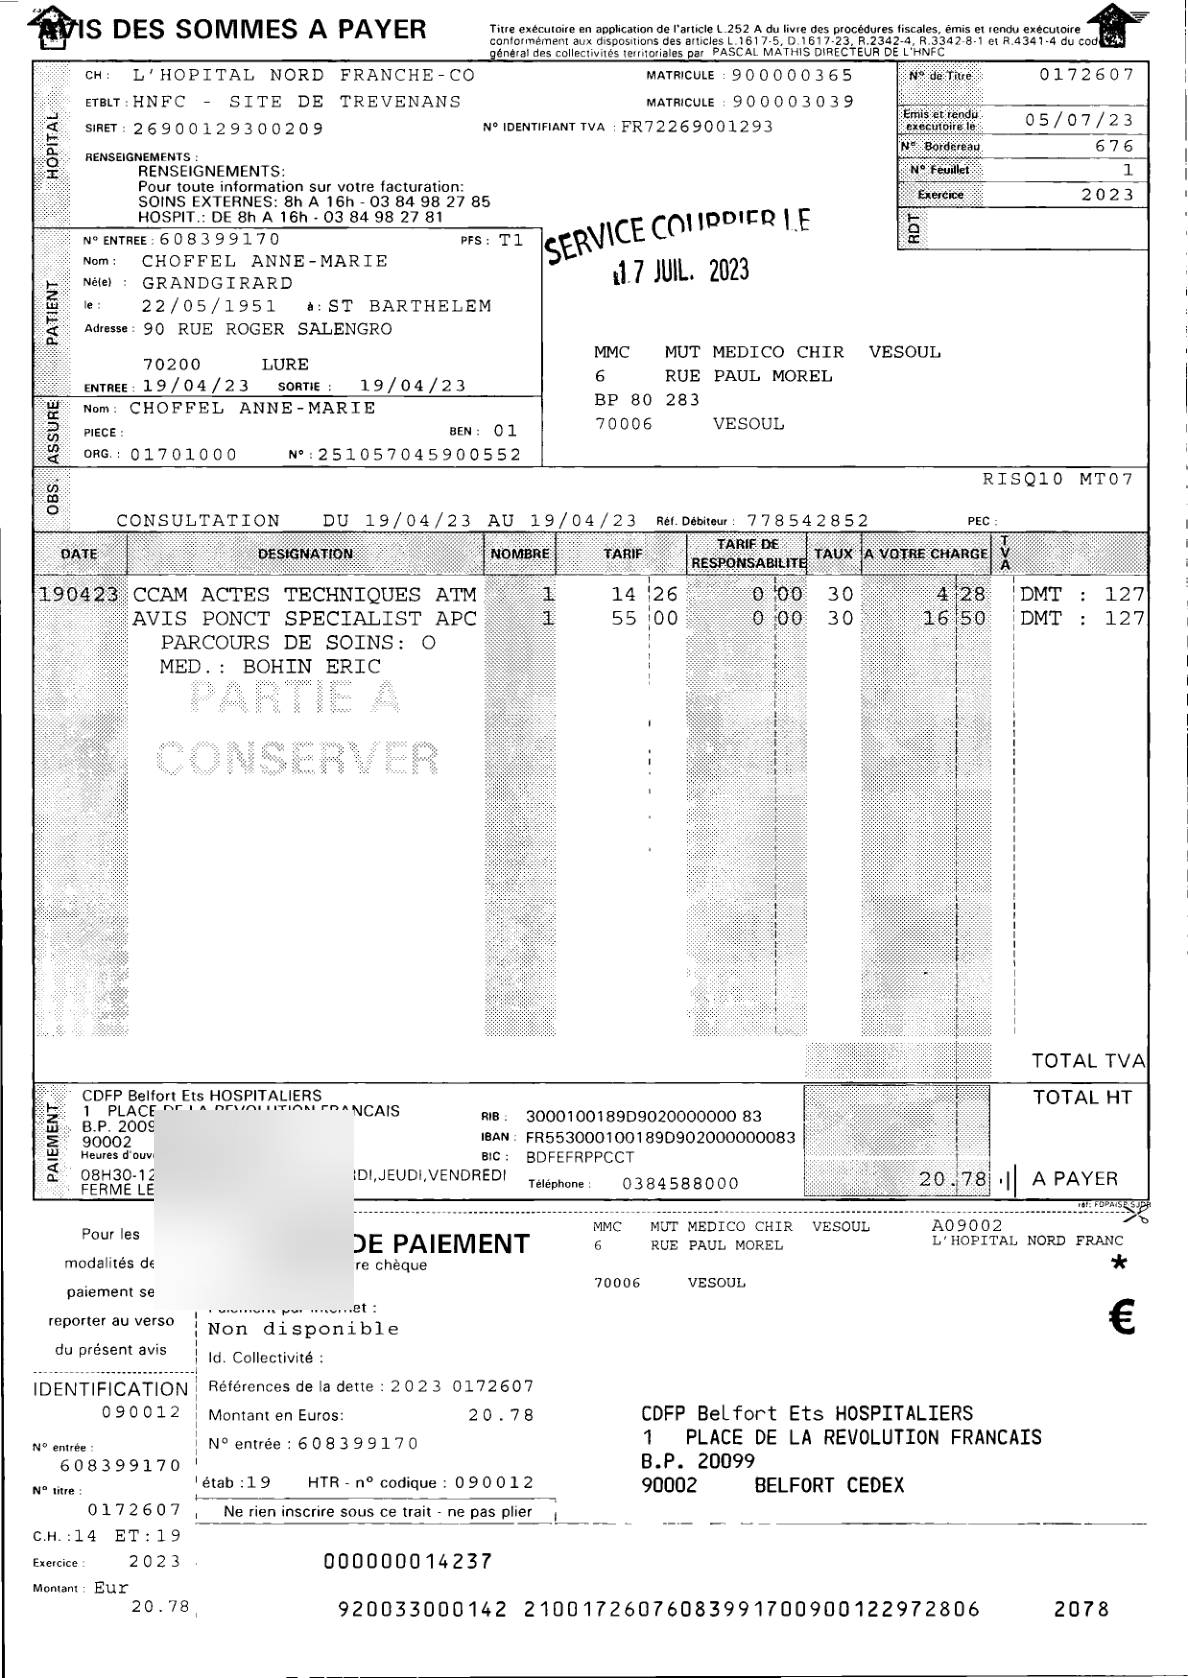 AVIS DES SOMMES A PAYER
Titre exécutoire en application de l'article L.252 A du livre des procédures fiscales, émis et rendu exécutoire
conformément aux dispositions des articles L.1617-5, D.1617-23, R.2342-4, R.3342-8-1 et R.4341-4 du cod
général des collectivités territoriales par PASCAL MATHIS DIRECTEUR DE L'HNFC
HOPITAL
CH : L'HOPITAL NORD FRANCHE-CO MATRICULE : 900000365
ETBLT : HNFC - SITE DE TREVENANS MATRICULE : 900003039
SIRET : 26900129300209 N° IDENTIFIANT TVA : FR72269001293
RENSEIGNEMENTS :
RENSEIGNEMENTS:
Pour toute information sur votre facturation:
SOINS EXTERNES: 8h A 16h - 03 84 98 27 85
HOSPIT.: DE 8h A 16h - 03 84 98 27 81
N° de Titre 0172607
Emis et rendu exécutoire le 05/07/23
N° Bordereau 676
N° Feuillet 1
Exercice 2023
RDT
SERVICE COURRIER LE
17 JUIL. 2023
PATIENT
N° ENTREE : 608399170 PFS : T1
Nom : CHOFFEL ANNE-MARIE
Né(e) : GRANDGIRARD
le : 22/05/1951 à : ST BARTHELEM
Adresse : 90 RUE ROGER SALENGRO
70200 LURE
ENTREE : 19/04/23 SORTIE : 19/04/23
MMC MUT MEDICO CHIR VESOUL
6 RUE PAUL MOREL
BP 80 283
70006 VESOUL
ASSURE
Nom : CHOFFEL ANNE-MARIE
PIECE : BEN : 01
ORG. : 01701000 N° : 251057045900552
OBS.
RISQ10 MT07
CONSULTATION DU 19/04/23 AU 19/04/23 Réf. Débiteur : 778542852 PEC :
DATE DESIGNATION NOMBRE TARIF TARIF DE RESPONSABILITE TAUX A VOTRE CHARGE TVA
190423 CCAM ACTES TECHNIQUES ATM 1 14 26 0 00 30 4 28 DMT : 127
AVIS PONCT SPECIALIST APC 1 55 00 0 00 30 16 50 DMT : 127
PARCOURS DE SOINS: O
MED.: BOHIN ERIC
PARTIE A
CONSERVER
TOTAL TVA
TOTAL HT
PAIEMENT
CDFP Belfort Ets HOSPITALIERS
1 PLACE DE LA REVOLUTION FRANCAIS
B.P. 20099
90002
Heures d'ouv
08H30-12 DI,JEUDI,VENDREDI
FERME LE
RIB : 3000100189D9020000000 83
IBAN : FR553000100189D902000000083
BIC : BDFEFRPPCCT
Téléphone : 0384588000
20.78 A PAYER
réf: FDPAISP.SJDP
Pour les
modalités de
paiement se
reporter au verso
du présent avis
DE PAIEMENT
re chèque
Paiement par internet :
Non disponible
Id. Collectivité :
Références de la dette : 2023 0172607
Montant en Euros: 20.78
N° entrée : 608399170
étab : 19 HTR - n° codique : 090012
Ne rien inscrire sous ce trait - ne pas plier
MMC MUT MEDICO CHIR VESOUL A09002
6 RUE PAUL MOREL L'HOPITAL NORD FRANC
70006 VESOUL
*
€
CDFP Belfort Ets HOSPITALIERS
1 PLACE DE LA REVOLUTION FRANCAIS
B.P. 20099
90002 BELFORT CEDEX
IDENTIFICATION
090012
N° entrée :
608399170
N° titre :
0172607
C.H. : 14 ET : 19
Exercice : 2023
Montant : Eur
20.78
000000014237
920033000142 21001726076083991700900122972806 2078